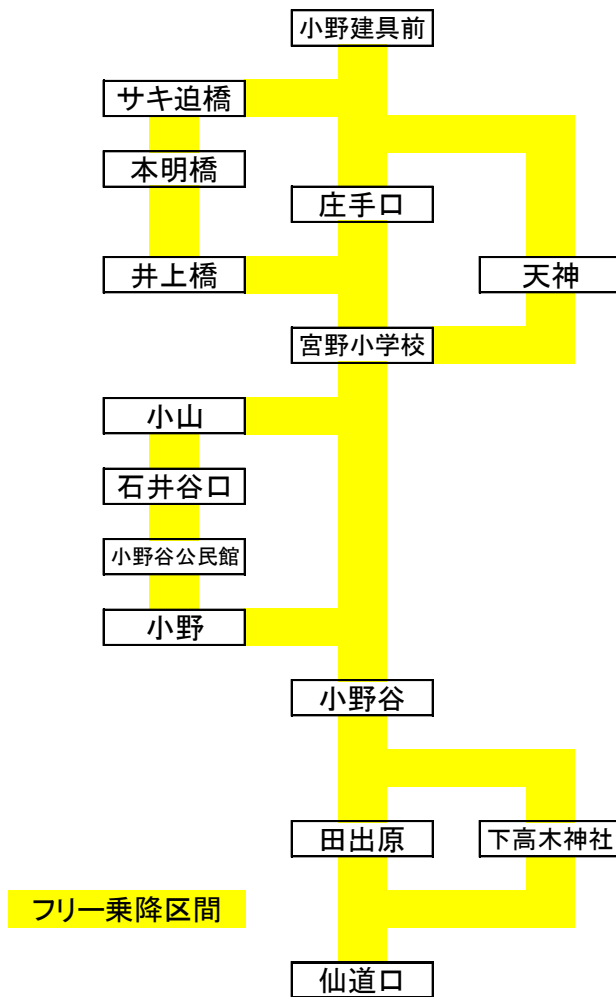 小野建具前
サキ迫橋
本明橋
庄手口
井上橋
天神
宮野小学校
小山
石井谷口
小野谷公民館
小野
小野谷
田出原
下高木神社
フリー乗降区間
仙道口